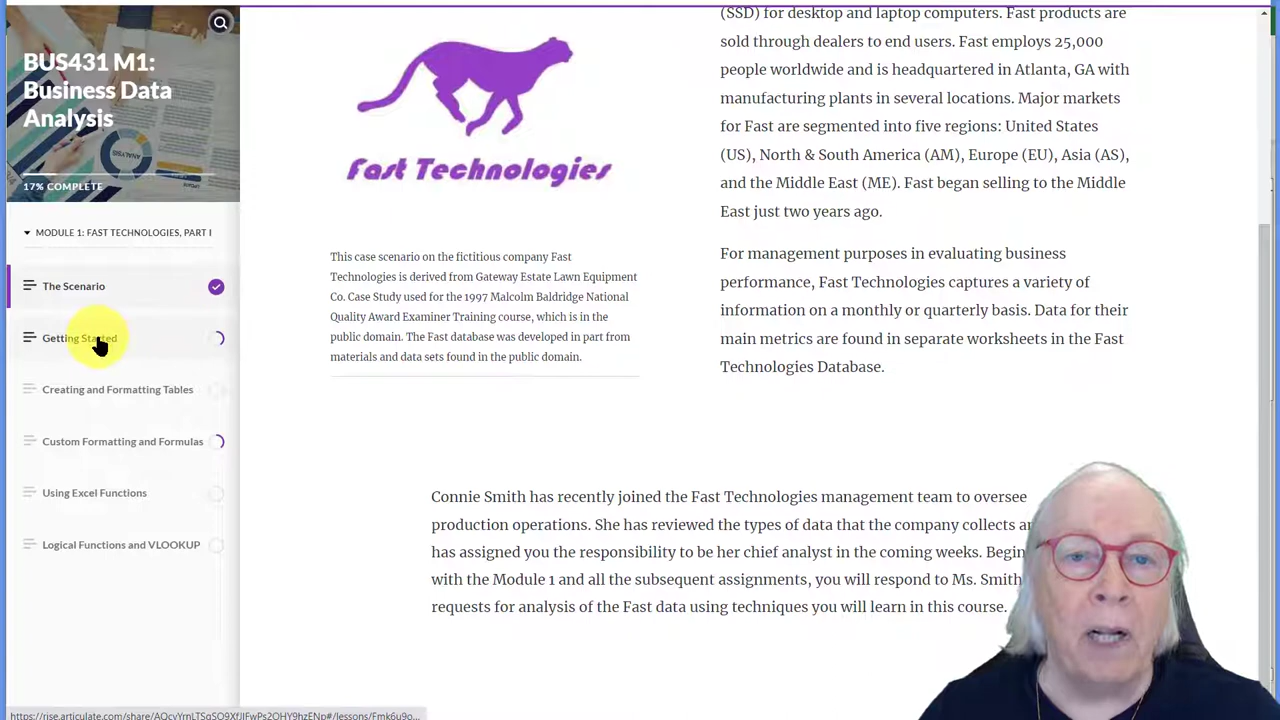 BUS431 M1:
Business Data
Analysis
17% COMPLETE
MODULE 1: FAST TECHNOLOGIES, PART I
The Scenario
Getting Started
Creating and Formatting Tables
Custom Formatting and Formulas
Using Excel Functions
Logical Functions and VLOOKUP
Fast Technologies
This case scenario on the fictitious company Fast
Technologies is derived from Gateway Estate Lawn Equipment
Co. Case Study used for the 1997 Malcolm Baldridge National
Quality Award Examiner Training course, which is in the
public domain. The Fast database was developed in part from
materials and data sets found in the public domain.
(SSD) for desktop and laptop computers. Fast products are
sold through dealers to end users. Fast employs 25,000
people worldwide and is headquartered in Atlanta, GA with
manufacturing plants in several locations. Major markets
for Fast are segmented into five regions: United States
(US), North & South America (AM), Europe (EU), Asia (AS),
and the Middle East (ME). Fast began selling to the Middle
East just two years ago.
For management purposes in evaluating business
performance, Fast Technologies captures a variety of
information on a monthly or quarterly basis. Data for their
main metrics are found in separate worksheets in the Fast
Technologies Database.
Connie Smith has recently joined the Fast Technologies management team to oversee
production operations. She has reviewed the types of data that the company collects
has assigned you the responsibility to be her chief analyst in the coming weeks. Begin
with the Module 1 and all the subsequent assignments, you will respond to Ms. Smith
requests for analysis of the Fast data using techniques you will learn in this course.